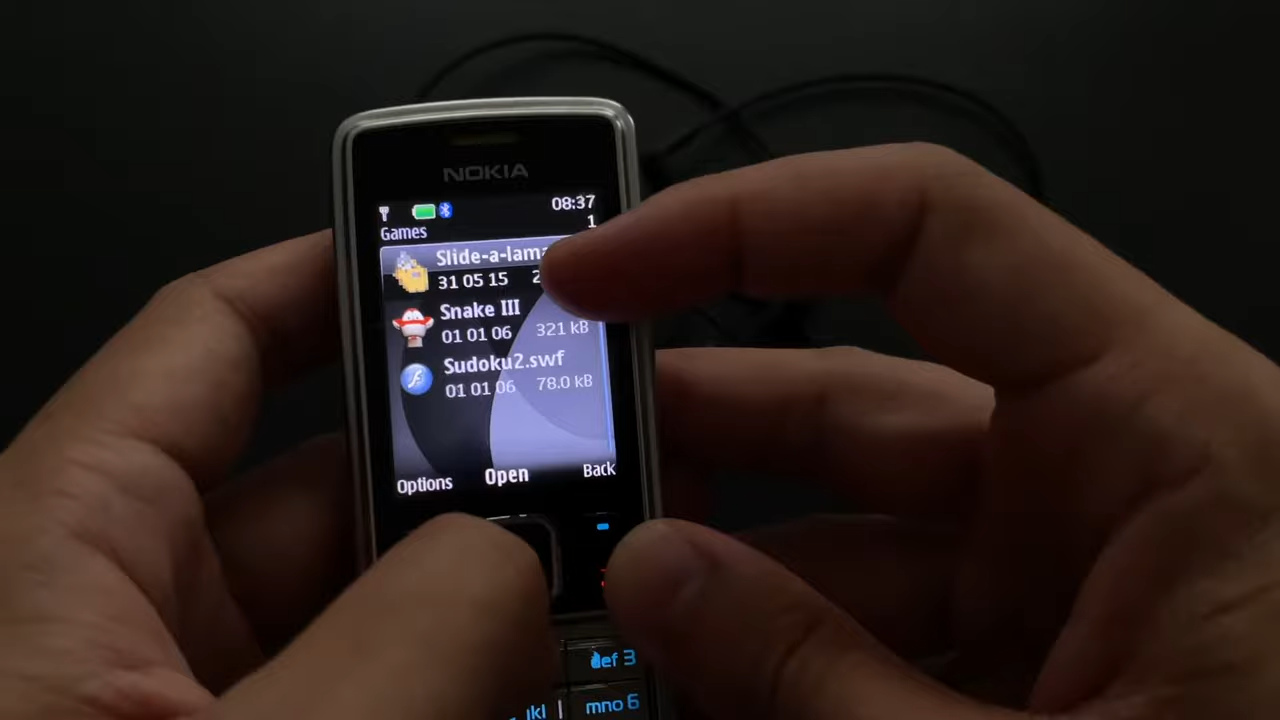 NOKIA
08:37
1
Games
Slide-a-lama
31 05 15
Snake III
01 01 06 321 kB
Sudoku2.swf
01 01 06 78.0 kB
Options Open Back
def 3
jkl mno 6